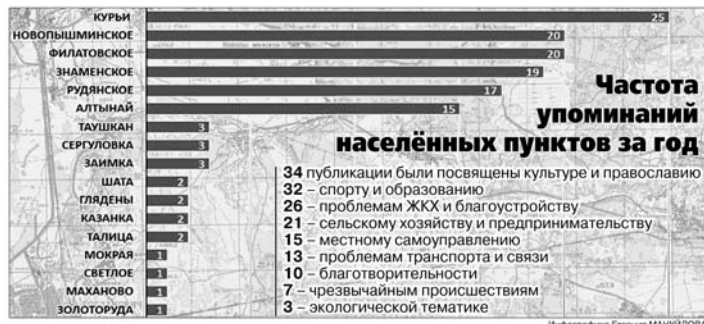 КУРЬИ 25
НОВОПЫШМИНСКОЕ 20
ФИЛАТОВСКОЕ 20
ЗНАМЕНСКОЕ 19
РУДЯНСКОЕ 17
АЛТЫНАЙ 15
ТАУШКАН 3
СЕРГУЛОВКА 3
ЗАИМКА 3
ШАТА 2
ГЛЯДЕНЫ 2
КАЗАНКА 2
ТАЛИЦА 2
МОКРАЯ 1
СВЕТЛОЕ 1
МАХАНОВО 1
ЗОЛОТОРУДА 1
Частота
упоминаний
населённых пунктов за год
34 публикации были посвящены культуре и православию
32 – спорту и образованию
26 – проблемам ЖКХ и благоустройству
21 – сельскому хозяйству и предпринимательству
15 – местному самоуправлению
13 – проблемам транспорта и связи
10 – благотворительности
7 – чрезвычайным происшествиям
3 – экологической тематике